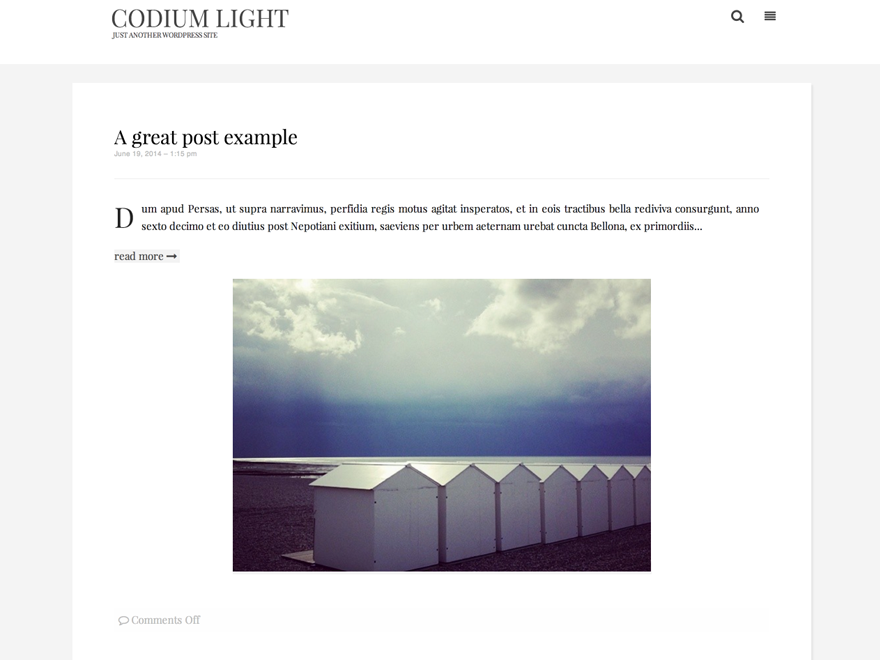 CODIUM LIGHT
JUST ANOTHER WORDPRESS SITE
A great post example
June 19, 2014 – 1:15 pm
Dum apud Persas, ut supra narravimus, perfidia regis motus agitat insperatos, et in eois tractibus bella rediviva consurgunt, anno
sexto decimo et eo diutius post Nepotiani exitium, saeviens per urbem aeternam urebat cuncta Bellona, ex primordiis...
read more ➞
Comments Off